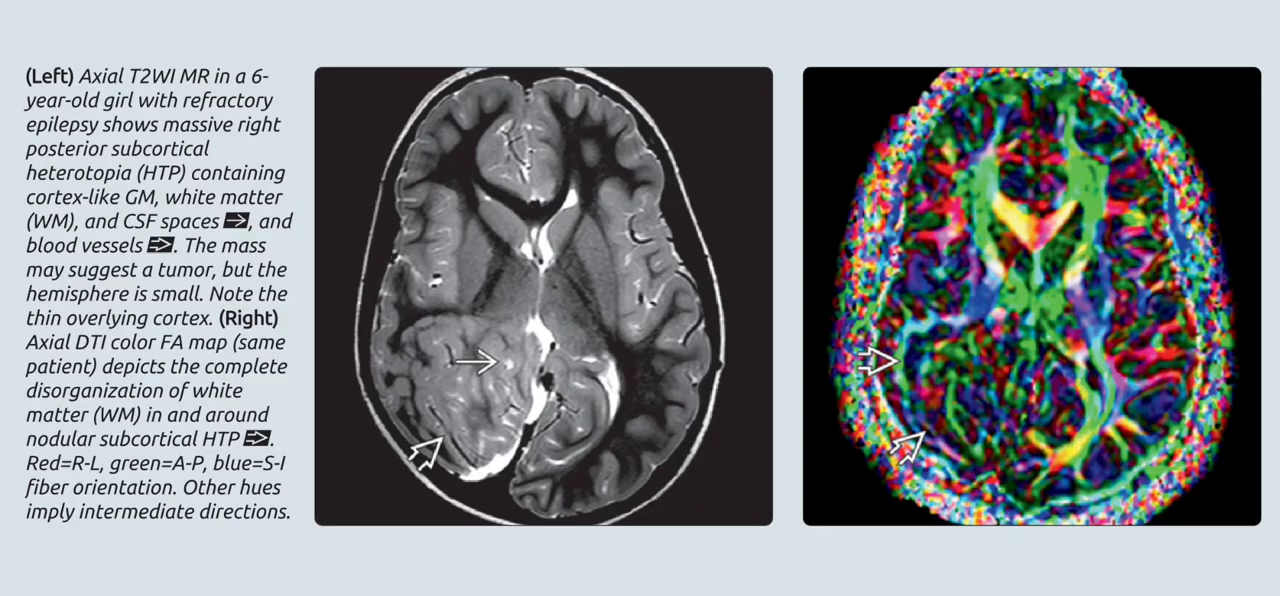 (Left) Axial T2WI MR in a 6-
year-old girl with refractory
epilepsy shows massive right
posterior subcortical
heterotopia (HTP) containing
cortex-like GM, white matter
(WM), and CSF spaces ➡, and
blood vessels ➡. The mass
may suggest a tumor, but the
hemisphere is small. Note the
thin overlying cortex. (Right)
Axial DTI color FA map (same
patient) depicts the complete
disorganization of white
matter (WM) in and around
nodular subcortical HTP ➡.
Red=R-L, green=A-P, blue=S-I
fiber orientation. Other hues
imply intermediate directions.